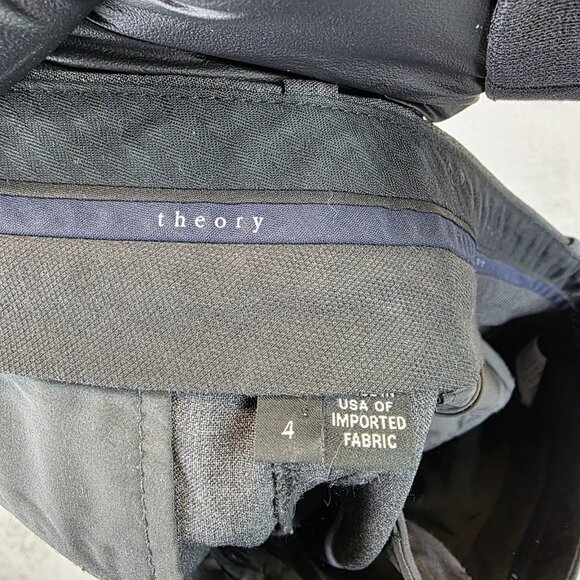 theory
4
USA OF
IMPORTED
FABRIC